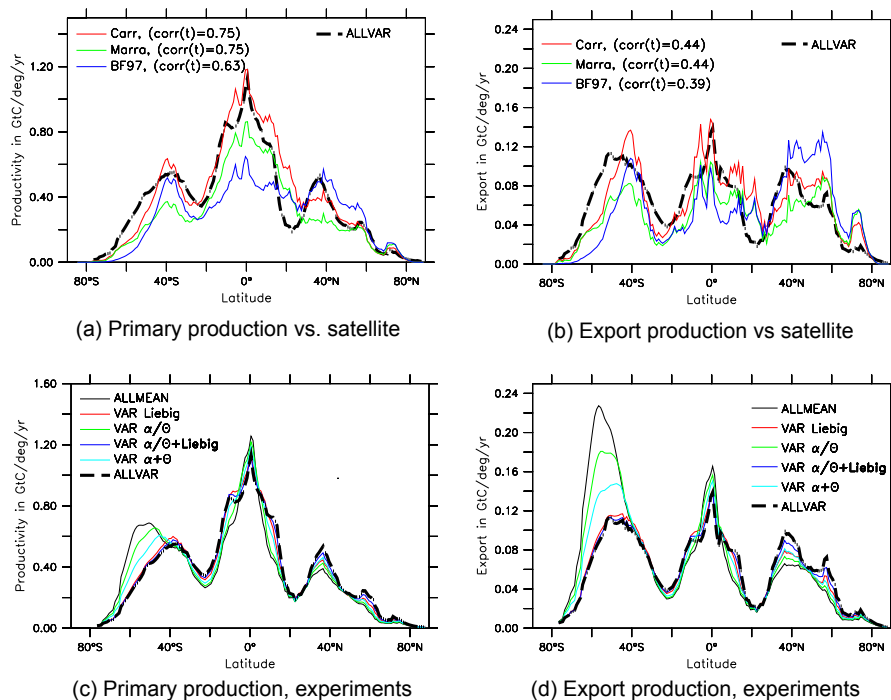 Carr, (corr(t)=0.75)
Marra, (corr(t)=0.75)
BF97, (corr(t)=0.63)
ALLVAR
Productivity in GtC/deg/yr
1.20
0.80
0.40
0.00
80°S 40°S 0° 40°N 80°N
Latitude
(a) Primary production vs. satellite
Carr, (corr(t)=0.44)
Marra, (corr(t)=0.44)
BF97, (corr(t)=0.39)
ALLVAR
Export in GtC/deg/yr
0.24
0.20
0.16
0.12
0.08
0.04
0.00
80°S 40°S 0° 40°N 80°N
Latitude
(b) Export production vs satellite
ALLMEAN
VAR Liebig
VAR α/Θ
VAR α/Θ+Liebig
VAR α+Θ
ALLVAR
Productivity in GtC/deg/yr
1.60
1.20
0.80
0.40
0.00
80°S 40°S 0° 40°N 80°N
Latitude
(c) Primary production, experiments
ALLMEAN
VAR Liebig
VAR α/Θ
VAR α/Θ+Liebig
VAR α+Θ
ALLVAR
Export in GtC/deg/yr
0.24
0.20
0.16
0.12
0.08
0.04
0.00
80°S 40°S 0° 40°N 80°N
Latitude
(d) Export production, experiments